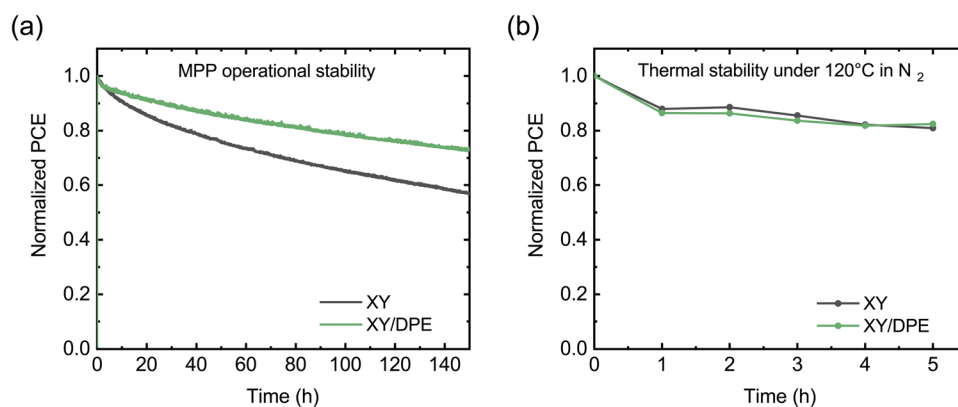 (a)
MPP operational stability
Normalized PCE
1.0
0.8
0.6
0.4
0.2
0.0
XY
XY/DPE
0 20 40 60 80 100 120 140
Time (h)
(b)
Thermal stability under 120°C in N 2
Normalized PCE
1.0
0.8
0.6
0.4
0.2
0.0
XY
XY/DPE
0 1 2 3 4 5
Time (h)